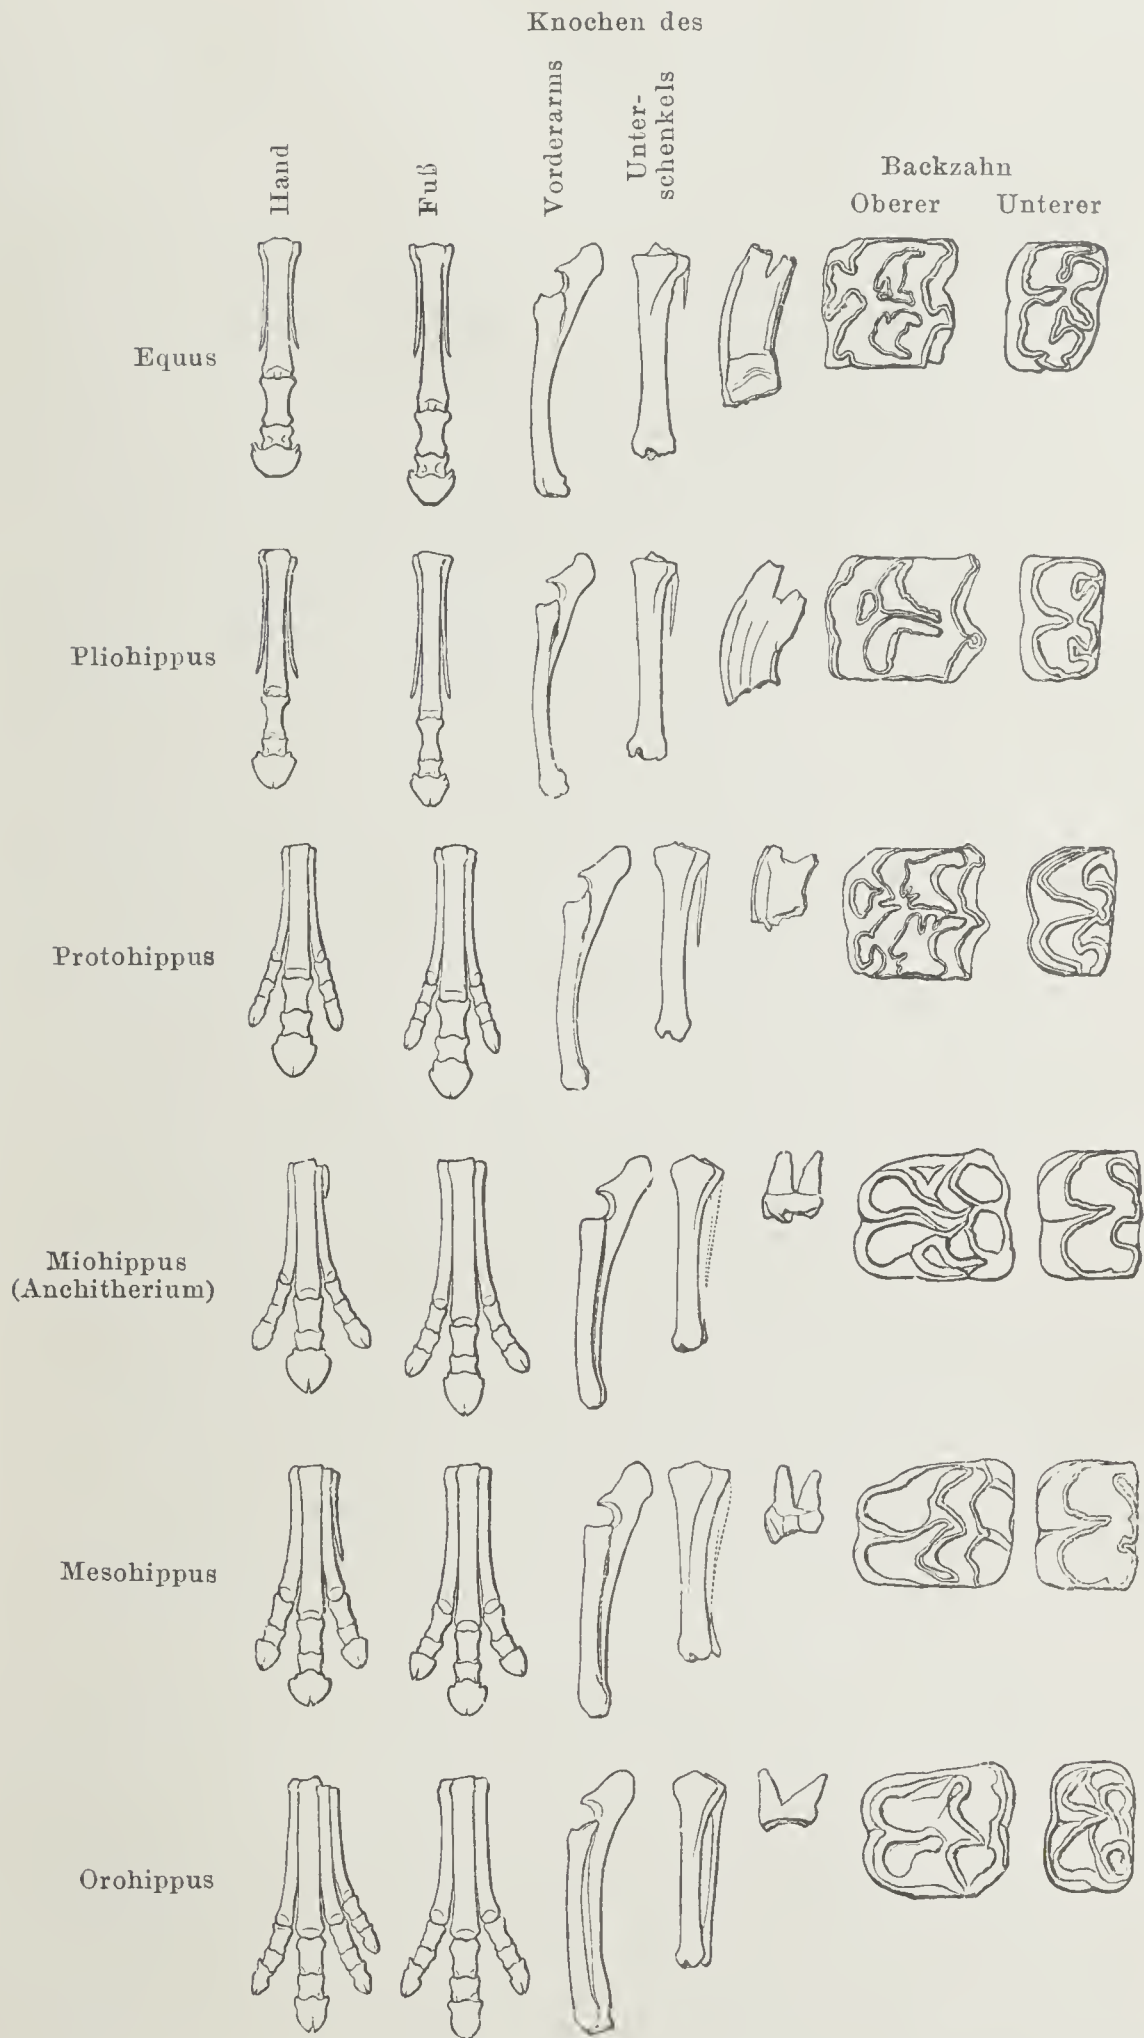 Knochen des
Hand
Fuß
Vorderarms
Unter-
schenkels
Backzahn
Oberer Unterer
Equus
Pliohippus
Protohippus
Miohippus
(Anchitherium)
Mesohippus
Orohippus